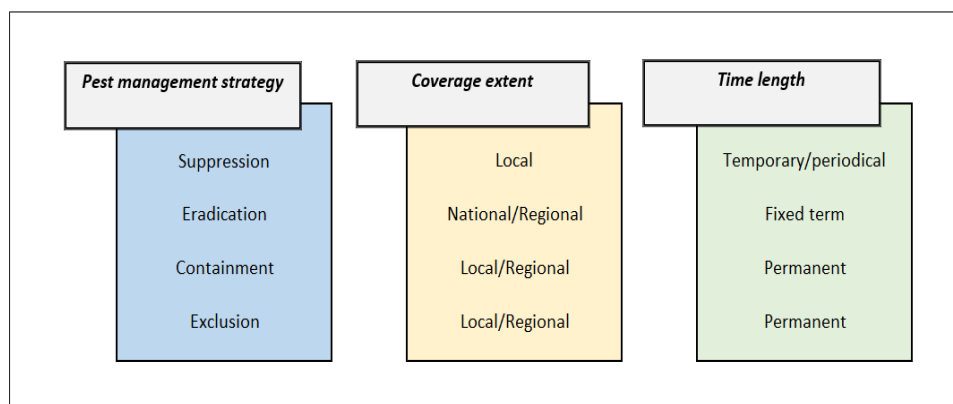 Pest management strategy
Coverage extent
Time length
Suppression
Local
Temporary/periodical
Eradication
National/Regional
Fixed term
Containment
Local/Regional
Permanent
Exclusion
Local/Regional
Permanent